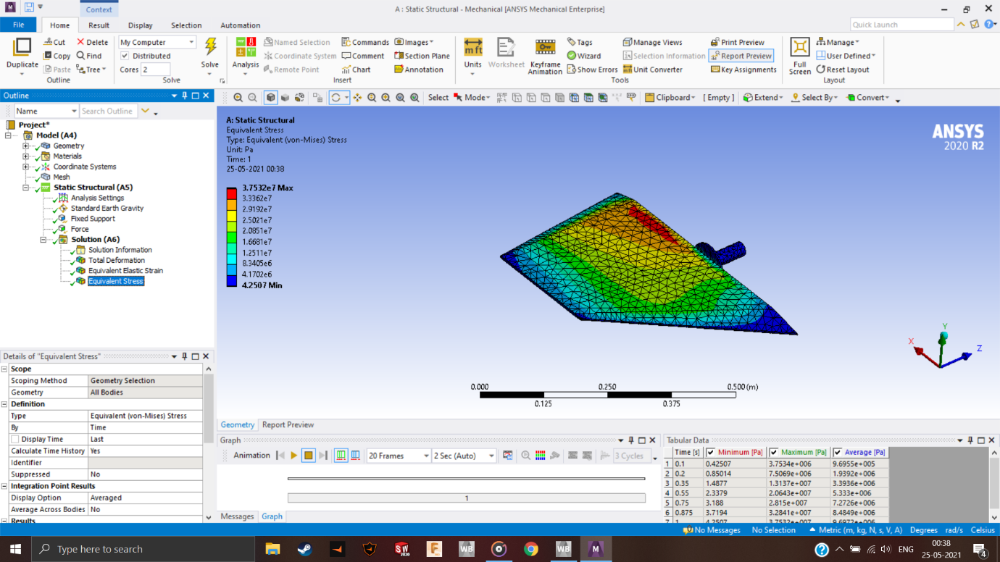 A : Static Structural - Mechanical [ANSYS Mechanical Enterprise]
Context
File Home Result Display Selection Automation
Quick Launch
Duplicate
Cut
Copy
Paste
Delete
Find
Tree
Outline
My Computer
Distributed
Cores 2
Solve
Solve
Analysis
Named Selection
Coordinate System
Remote Point
Commands
Comment
Chart
Images
Section Plane
Annotation
Insert
Units
Worksheet
Keyframe
Animation
Tags
Wizard
Show Errors
Manage Views
Selection Information
Unit Converter
Print Preview
Report Preview
Key Assignments
Tools
Full
Screen
Manage
User Defined
Reset Layout
Layout
Select Mode Clipboard [ Empty ] Extend Select By Convert
Outline
Name Search Outline
Project*
Model (A4)
Geometry
Materials
Coordinate Systems
Mesh
Static Structural (A5)
Analysis Settings
Standard Earth Gravity
Fixed Support
Force
Solution (A6)
Solution Information
Total Deformation
Equivalent Elastic Strain
Equivalent Stress
A: Static Structural
Equivalent Stress
Type: Equivalent (von-Mises) Stress
Unit: Pa
Time: 1
25-05-2021 00:38
3.7532e7 Max
3.3362e7
2.9192e7
2.5021e7
2.0851e7
1.6681e7
1.2511e7
8.3405e6
4.1702e6
4.2507 Min
ANSYS
2020 R2
Y
X
Z
0.000 0.250 0.500 (m)
0.125 0.375
Geometry Report Preview
Details of "Equivalent Stress"
Scope
Scoping Method Geometry Selection
Geometry All Bodies
Definition
Type Equivalent (von-Mises) Stress
By Time
Display Time Last
Calculate Time History Yes
Identifier
Suppressed No
Integration Point Results
Display Option Averaged
Average Across Bodies No
Results
Graph
Animation 20 Frames 2 Sec (Auto) 3 Cycles
1
Messages Graph
Tabular Data
Time [s] Minimum [Pa] Maximum [Pa] Average [Pa]
1 0.1 0.42507 3.7534e+006 9.6955e+005
2 0.2 0.85014 7.5069e+006 1.9392e+006
3 0.35 1.4877 1.3137e+007 3.3936e+006
4 0.55 2.3379 2.0643e+007 5.333e+006
5 0.75 3.188 2.815e+007 7.2726e+006
6 0.875 3.7194 3.2841e+007 8.4849e+006
7 1. 4.2507 3.7532e+007 9.6972e+006
No Messages No Selection Metric (m, kg, N, s, V, A) Degrees rad/s Celsius
Type here to search
SW
2020
WB
WB
M
ENG
00:38
25-05-2021
4